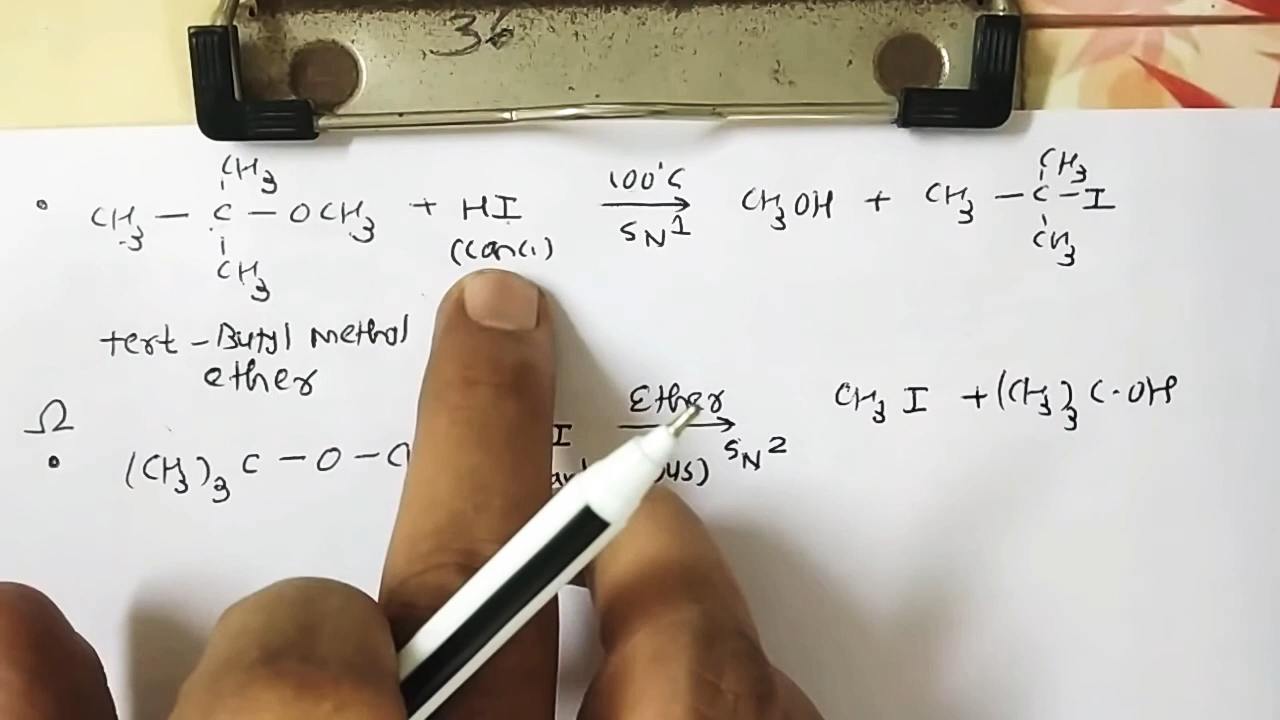 36
CH₃ CH₃
• CH₃ — C — OCH₃ + HI 100°C CH₃OH + CH₃ — C — I
(conc.) SN1
CH₃ CH₃
tert - Butyl methol
ether
Ω
• (CH₃)₃ C — O — I Ether CH₃ I + (CH₃)₃ C·OH
SN2